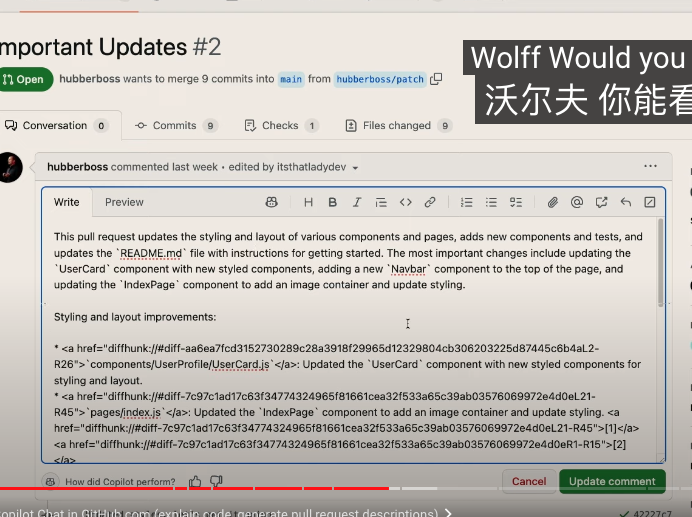 mportant Updates #2
Wolff Would you
沃尔夫 你能看
Open
hubberboss wants to merge 9 commits into main from hubberboss/patch
Conversation 0
Commits 9
Checks 1
Files changed 9
hubberboss commented last week • edited by itsthatladydev
Write
Preview
This pull request updates the styling and layout of various components and pages, adds new components and tests, and
updates the `README.md` file with instructions for getting started. The most important changes include updating the
`UserCard` component with new styled components, adding a new `Navbar` component to the top of the page, and
updating the `IndexPage` component to add an image container and update styling.
Styling and layout improvements:
* <a href="diffhunk://#diff-aa6ea7fcd3152730289c28a3918f29965d12329804cb306203225d87445c6b4aL2-
R26">`components/UserProfile/UserCard.js`</a>: Updated the `UserCard` component with new styled components for
styling and layout.
* <a href="diffhunk://#diff-7c97c1ad17c63f34774324965f81661cea32f533a65c39ab03576069972e4d0eL21-
R45">`pages/index.js`</a>: Updated the `IndexPage` component to add an image container and update styling. <a
href="diffhunk://#diff-7c97c1ad17c63f34774324965f81661cea32f533a65c39ab03576069972e4d0eL21-R45">[1]</a>
<a href="diffhunk://#diff-7c97c1ad17c63f34774324965f81661cea32f533a65c39ab03576069972e4d0eR1-R15">[2]
</a>
How did Copilot perform?
Cancel
Update comment
opilot Chat in GitHub.com (explain code, generate pull request descriptions)
42227c7